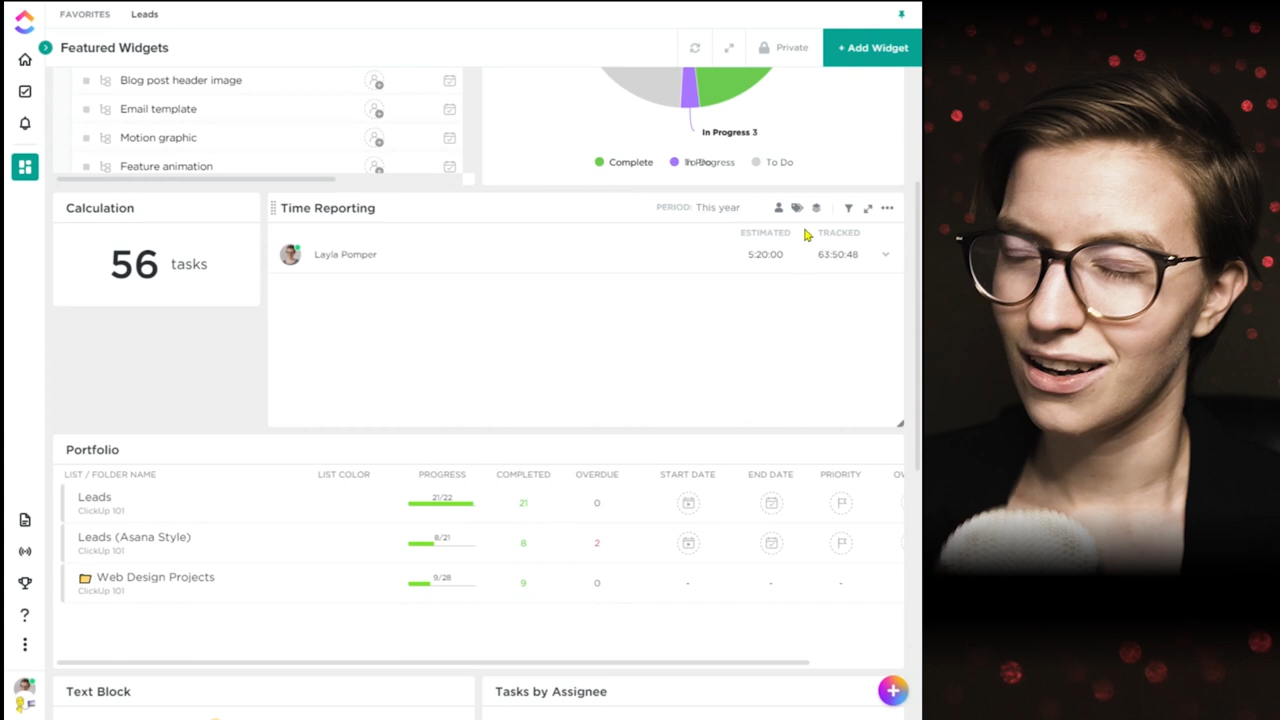 FAVORITES Leads
Featured Widgets
Private
+ Add Widget
Blog post header image
Email template
Motion graphic
Feature animation
In Progress 3
Complete
In Progress
To Do
Calculation
56 tasks
Time Reporting
PERIOD: This year
ESTIMATED TRACKED
Layla Pomper 5:20:00 63:50:48
Portfolio
LIST / FOLDER NAME LIST COLOR PROGRESS COMPLETED OVERDUE START DATE END DATE PRIORITY OV
Leads 21/22 21 0
ClickUp 101
Leads (Asana Style) 8/21 8 2
ClickUp 101
Web Design Projects 9/28 9 0 - - -
ClickUp 101
Text Block
Tasks by Assignee